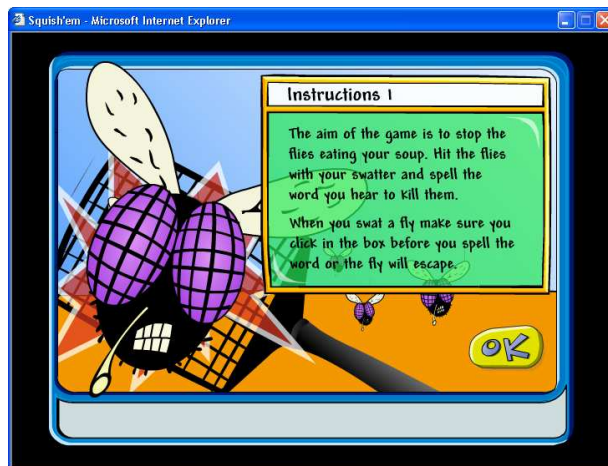 Squish'em - Microsoft Internet Explorer
Instructions 1
The aim of the game is to stop the
flies eating your soup. Hit the flies
with your swatter and spell the
word you hear to kill them.
When you swat a fly make sure you
click in the box before you spell the
word or the fly will escape.
OK